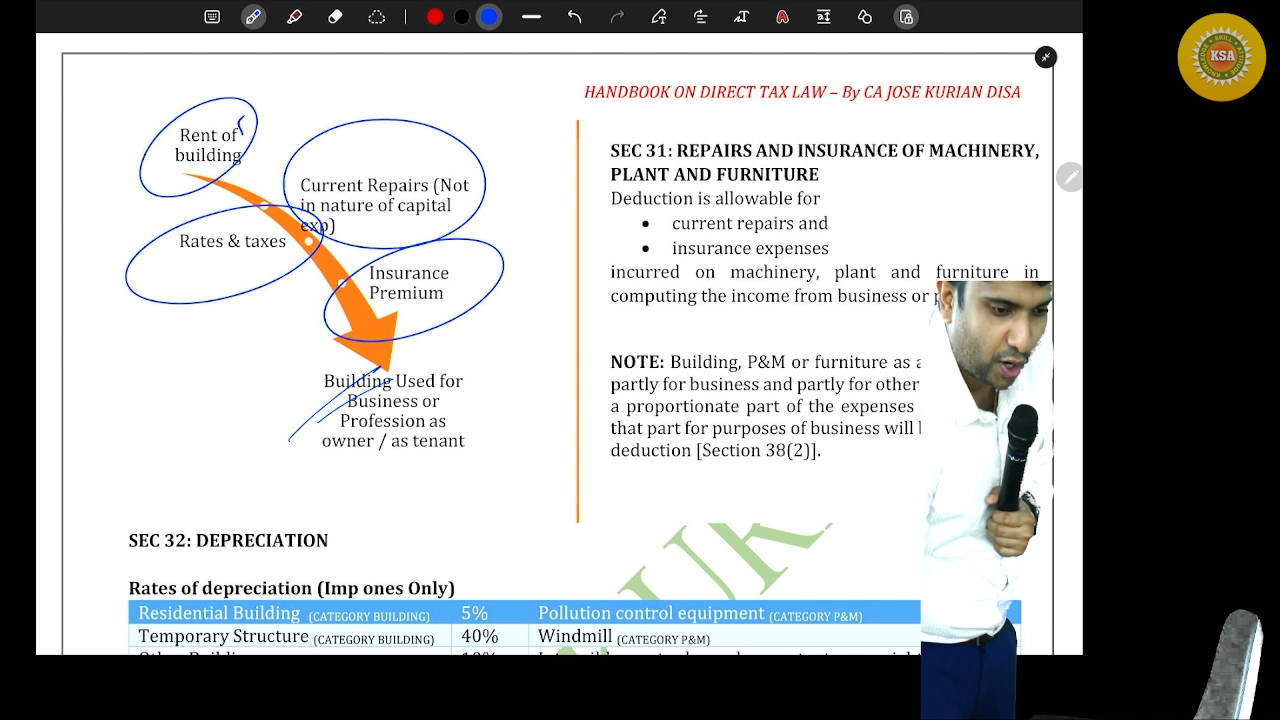 KNOWLEDGE SKILL ATTITUDE
KSA
HANDBOOK ON DIRECT TAX LAW – By CA JOSE KURIAN DISA
Rent of
building
Current Repairs (Not
in nature of capital
exp)
Rates & taxes
Insurance
Premium
Building Used for
Business or
Profession as
owner / as tenant
SEC 31: REPAIRS AND INSURANCE OF MACHINERY,
PLANT AND FURNITURE
Deduction is allowable for
• current repairs and
• insurance expenses
incurred on machinery, plant and furniture in
computing the income from business or
NOTE: Building, P&M or furniture as
partly for business and partly for other
a proportionate part of the expenses
that part for purposes of business will
deduction [Section 38(2)].
SEC 32: DEPRECIATION
Rates of depreciation (Imp ones Only)
Residential Building (CATEGORY BUILDING) 5% Pollution control equipment (CATEGORY P&M)
Temporary Structure (CATEGORY BUILDING) 40% Windmill (CATEGORY P&M)